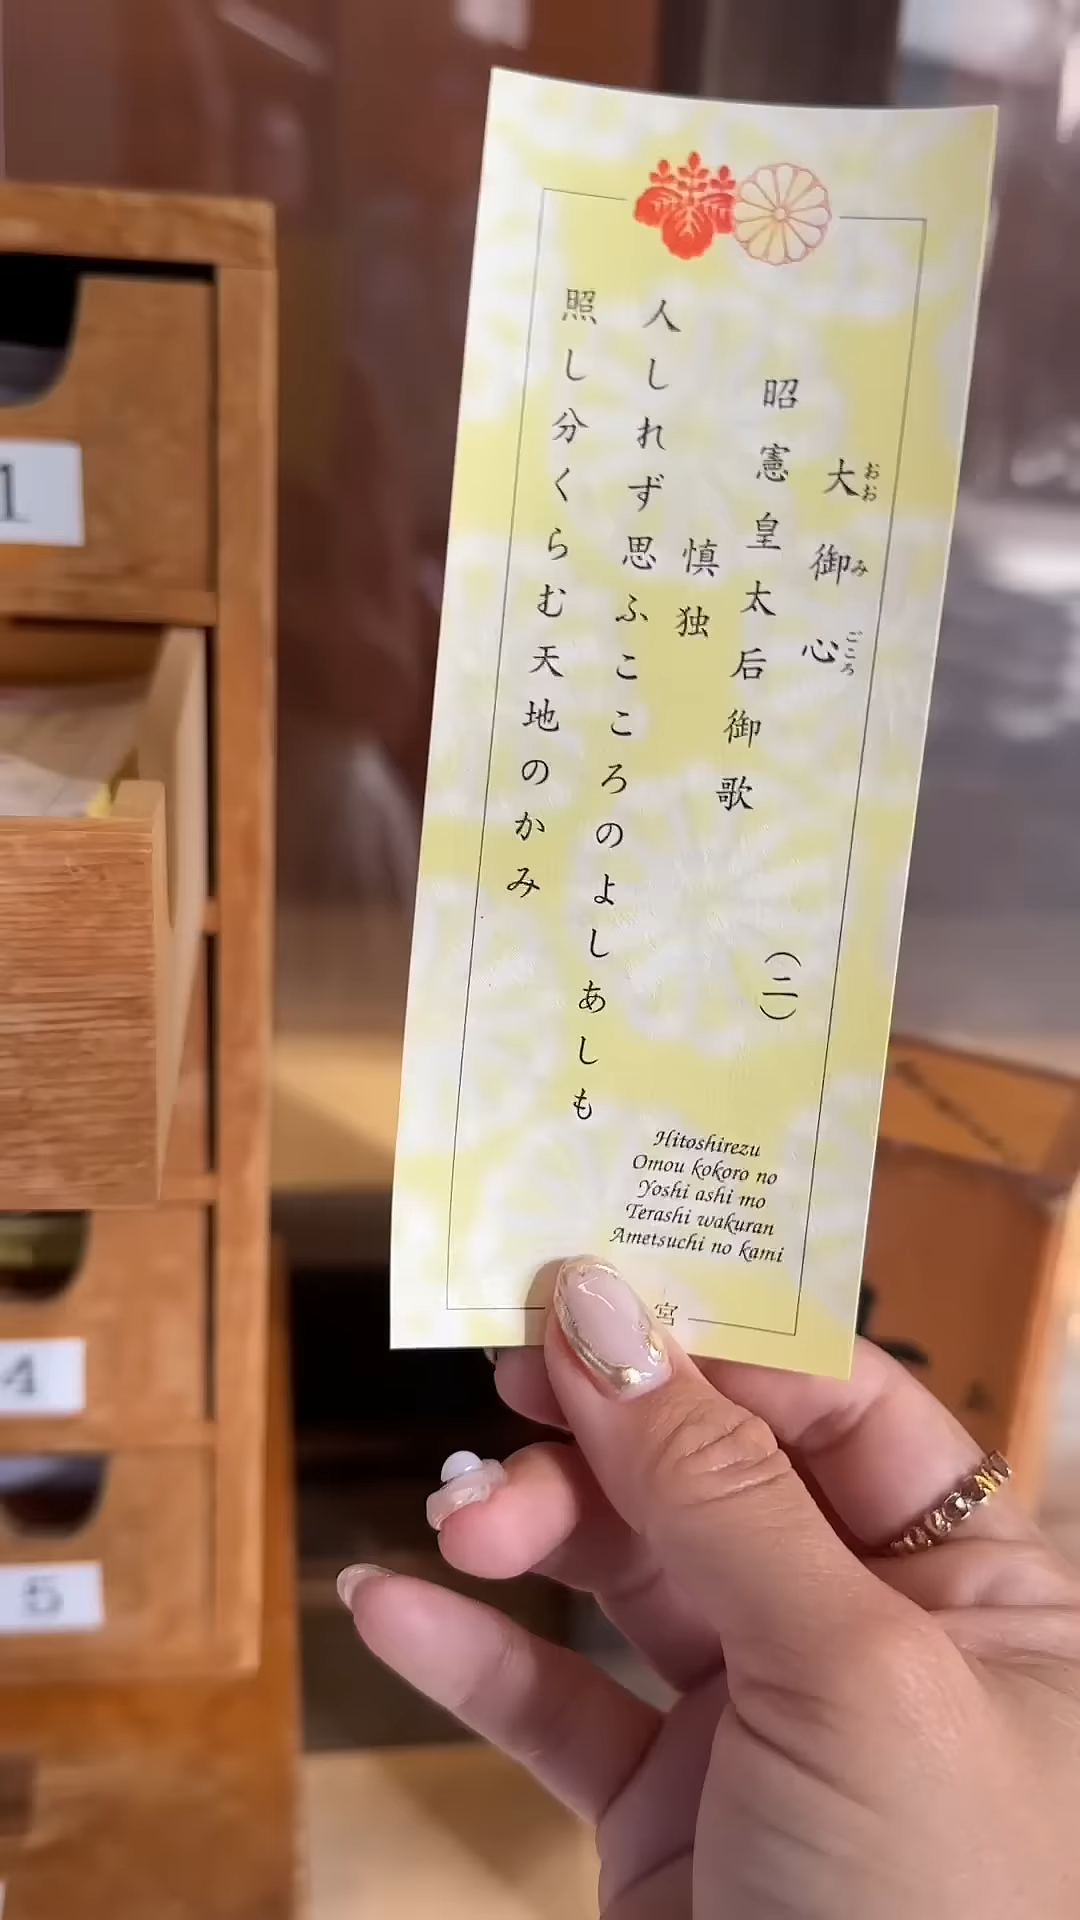 大御心
おおみごころ
昭憲皇太后御歌 (二)
慎独
人しれず思ふこころのよしあしも
照し分くらむ天地のかみ
Hitoshirezu
Omou kokoro no
Yoshi ashi mo
Terashi wakuran
Ametsuchi no kami
宮
1
4
5